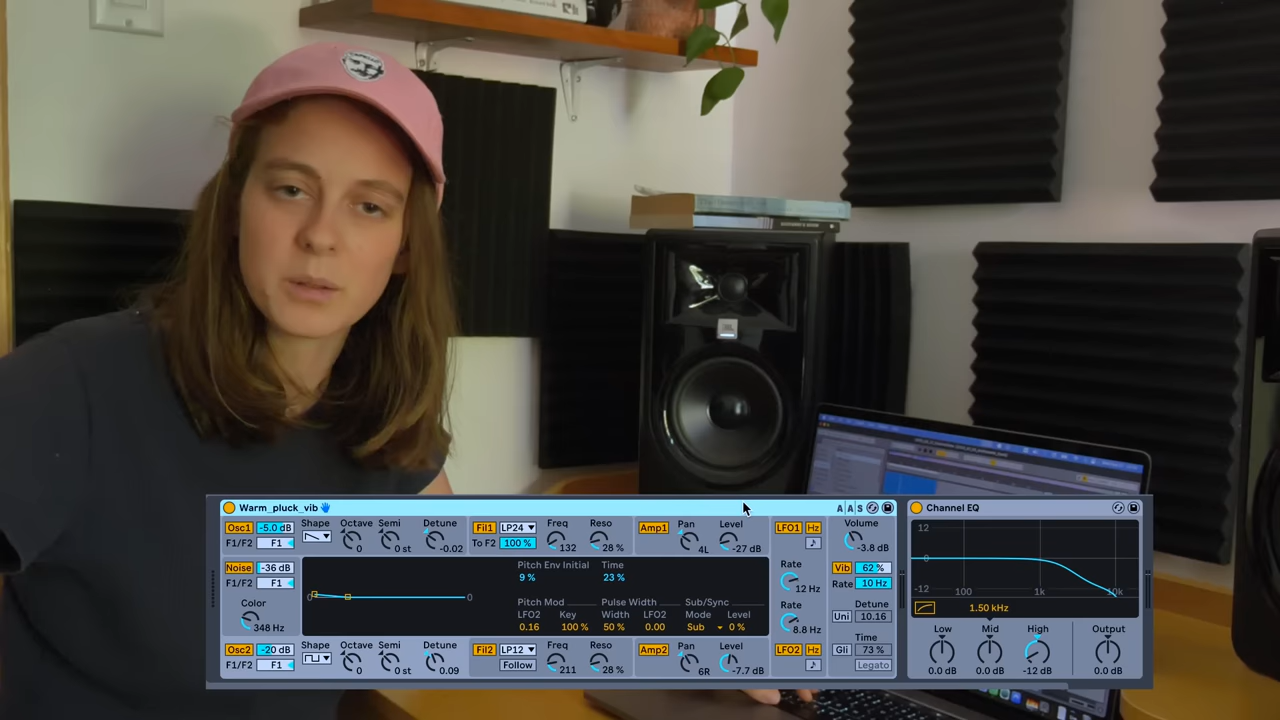 Warm_pluck_vib
A A S
Channel EQ
Osc1 -5.0 dB Shape Octave Semi Detune
F1/F2 F1 0 0 st -0.02
Fil1 LP24 Freq Reso
To F2 100 % 132 28 %
Amp1 Pan Level
4L -27 dB
LFO1 Hz
Volume
-3.8 dB
Noise -36 dB
F1/F2 F1
Color
348 Hz
0 0
Pitch Env Initial Time
9 % 23 %
Pitch Mod Pulse Width Sub/Sync
LFO2 Key Width LFO2 Mode Level
0.16 100 % 50 % 0.00 Sub 0 %
Rate
12 Hz
Rate
8.8 Hz
Vib 62 %
Rate 10 Hz
Detune
Uni 10.16
Time
Gli 73 %
Legato
Osc2 -20 dB Shape Octave Semi Detune
F1/F2 F1 0 0 st 0.09
Fil2 LP12 Freq Reso
Follow 211 28 %
Amp2 Pan Level
6R -7.7 dB
LFO2 Hz
12
0
-12 100 1k 10k
1.50 kHz
Low Mid High Output
0.0 dB 0.0 dB -12 dB 0.0 dB
JBL